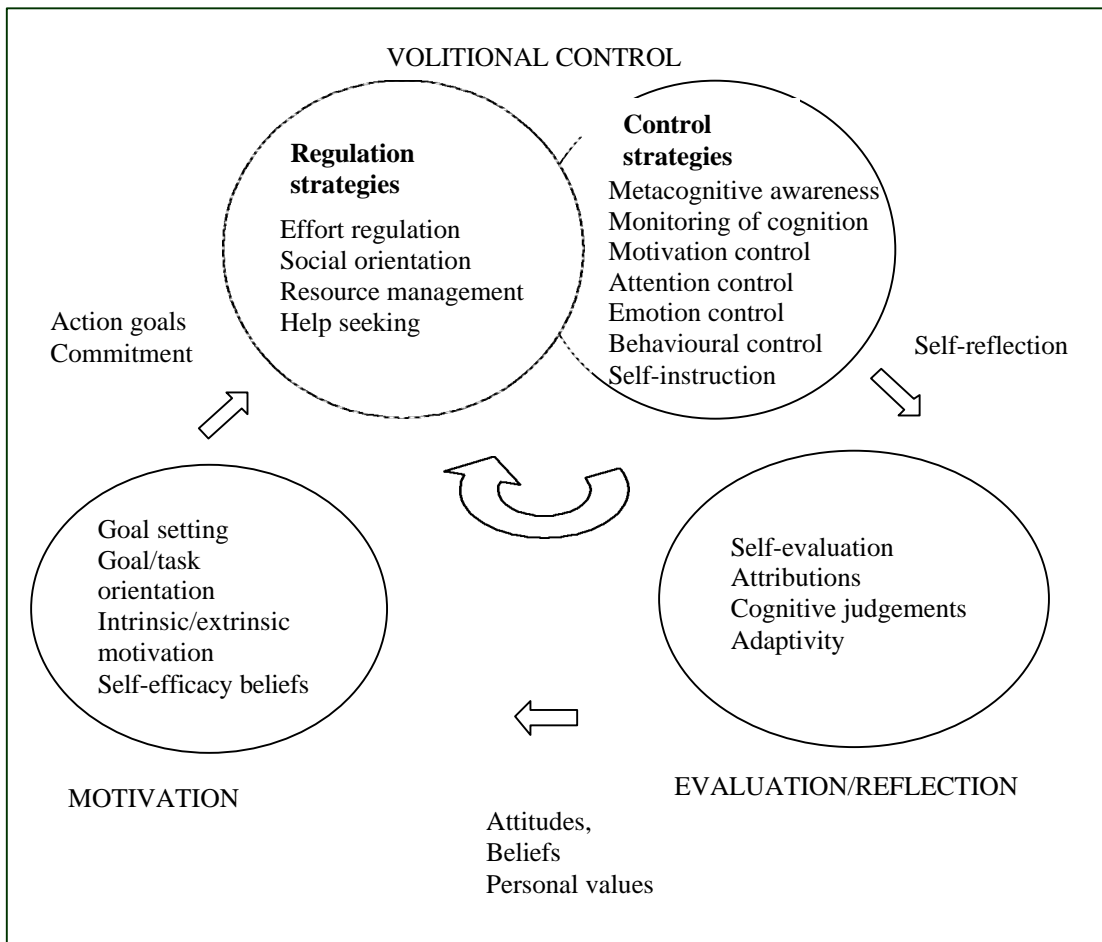 VOLITIONAL CONTROL
Regulation
strategies
Effort regulation
Social orientation
Resource management
Help seeking
Control
strategies
Metacognitive awareness
Monitoring of cognition
Motivation control
Attention control
Emotion control
Behavioural control
Self-instruction
Action goals
Commitment
Self-reflection
Goal setting
Goal/task
orientation
Intrinsic/extrinsic
motivation
Self-efficacy beliefs
Self-evaluation
Attributions
Cognitive judgements
Adaptivity
MOTIVATION
EVALUATION/REFLECTION
Attitudes,
Beliefs
Personal values